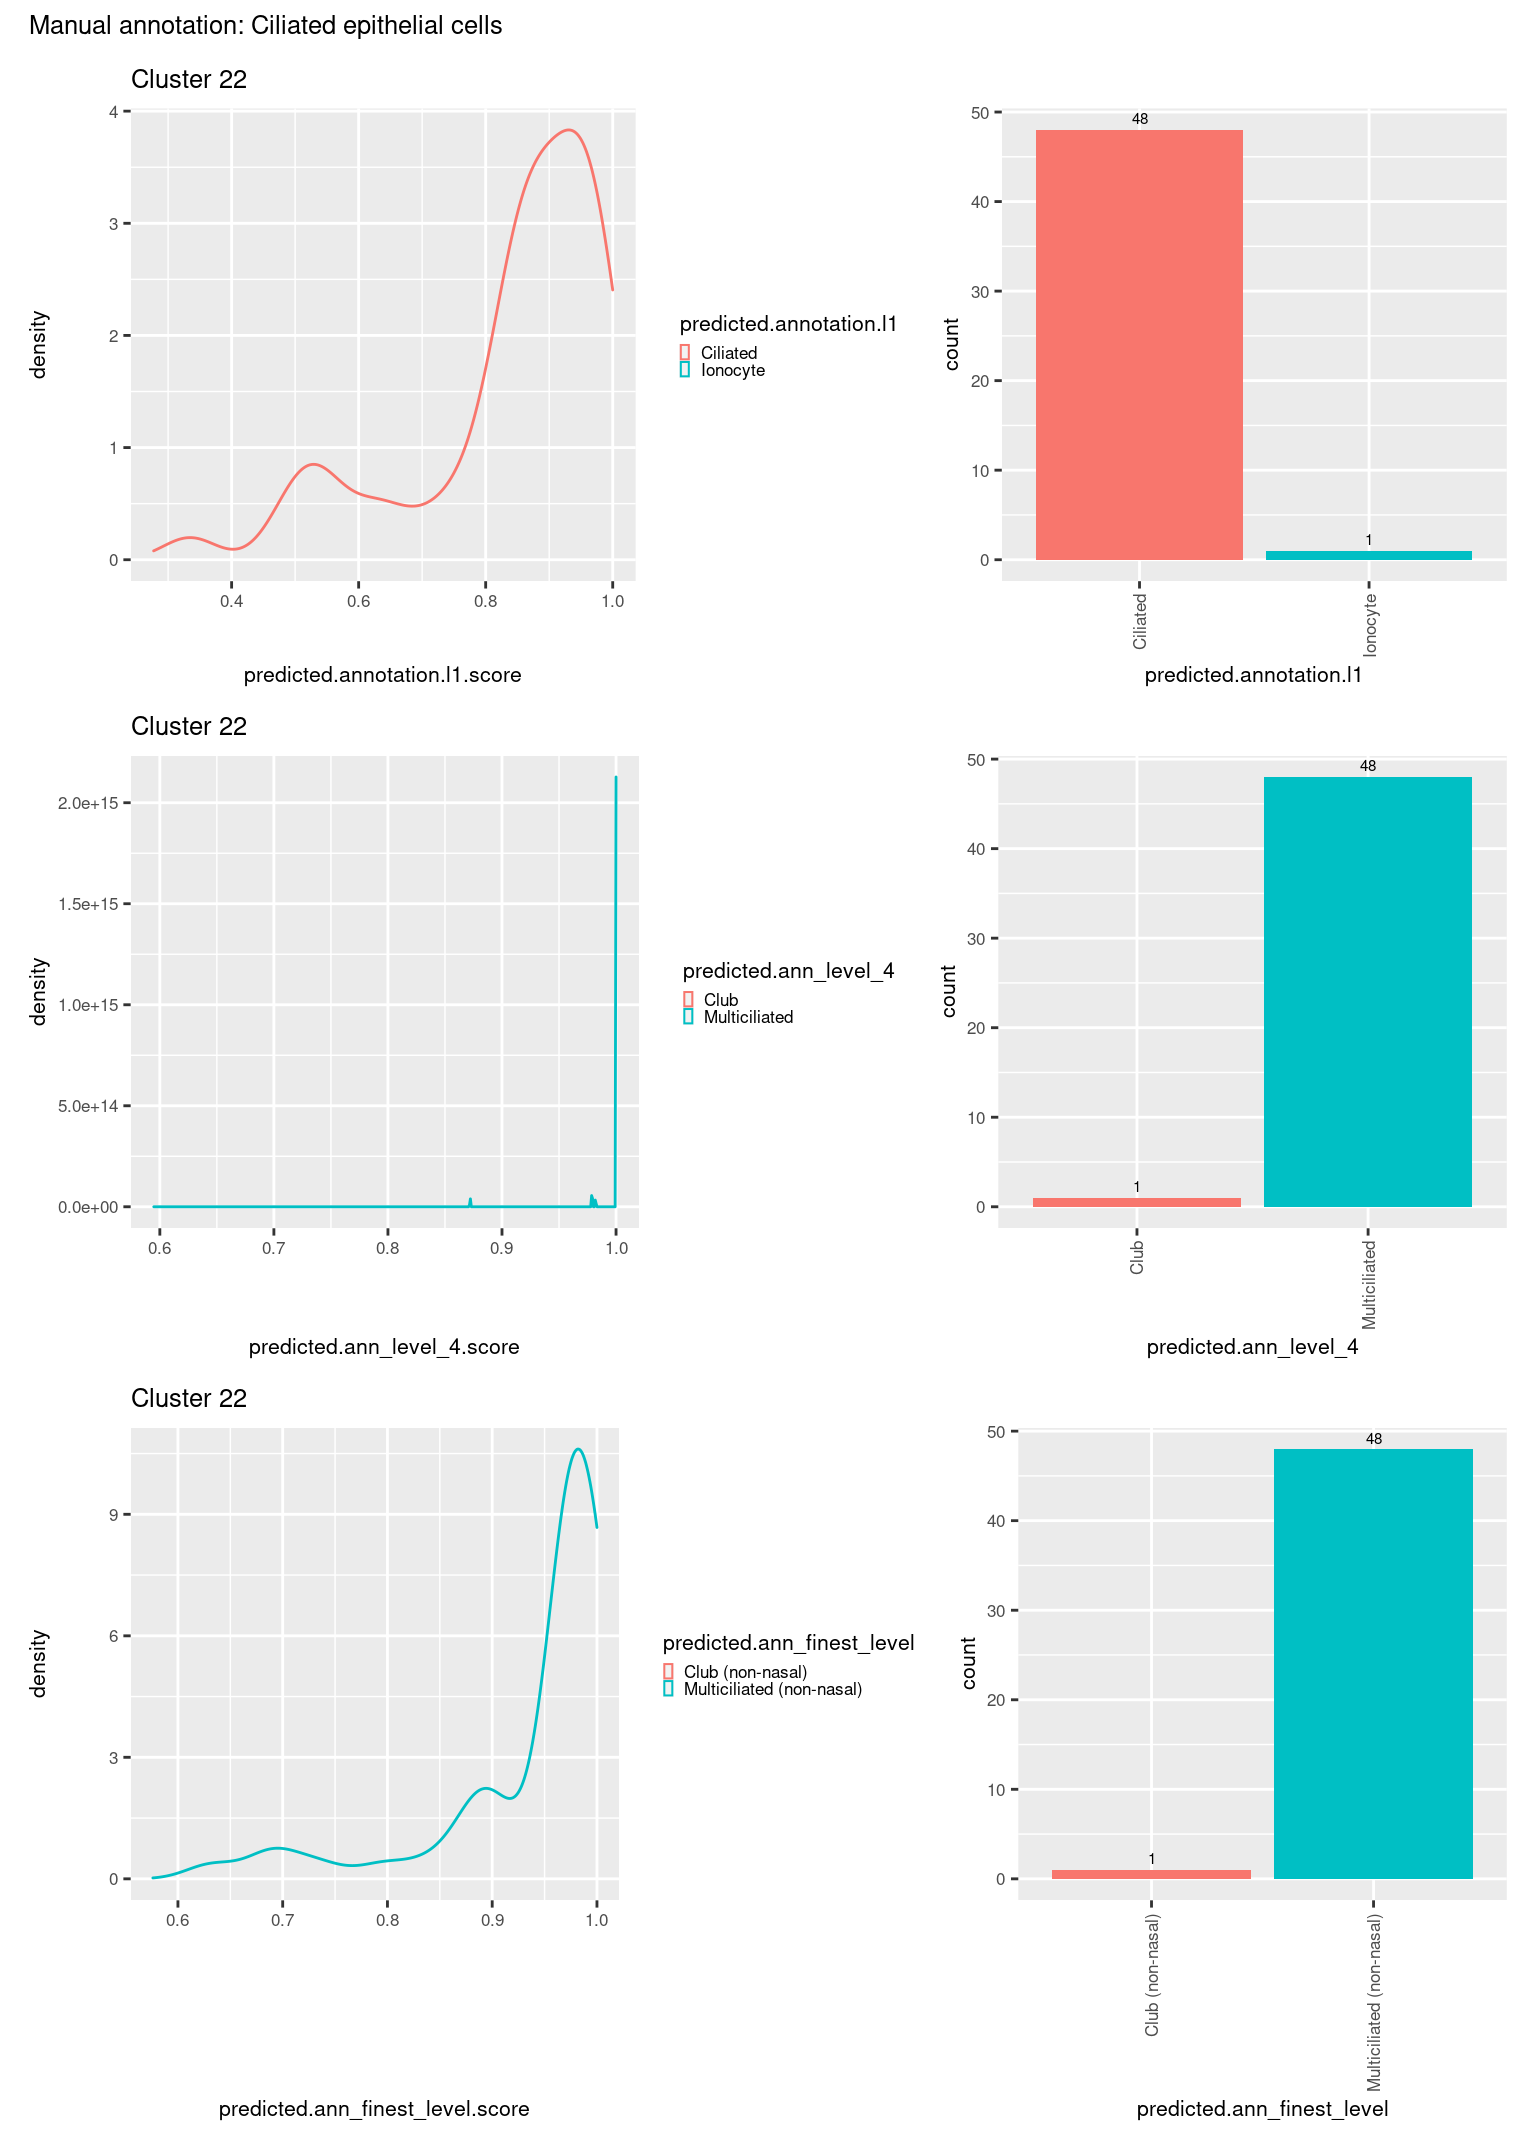 Manual annotation: Ciliated epithelial cells
Cluster 22
4
3
2
1
0
density
0.4 0.6 0.8 1.0
predicted.annotation.l1.score
predicted.annotation.l1
Ciliated
Ionocyte
50
40
30
20
10
0
count
48
1
Ciliated
Ionocyte
predicted.annotation.l1
Cluster 22
2.0e+15
1.5e+15
1.0e+15
5.0e+14
0.0e+00
density
0.6 0.7 0.8 0.9 1.0
predicted.ann_level_4.score
predicted.ann_level_4
Club
Multiciliated
50
40
30
20
10
0
count
1
48
Club
Multiciliated
predicted.ann_level_4
Cluster 22
9
6
3
0
density
0.6 0.7 0.8 0.9 1.0
predicted.ann_finest_level.score
predicted.ann_finest_level
Club (non-nasal)
Multiciliated (non-nasal)
50
40
30
20
10
0
count
1
48
Club (non-nasal)
Multiciliated (non-nasal)
predicted.ann_finest_level